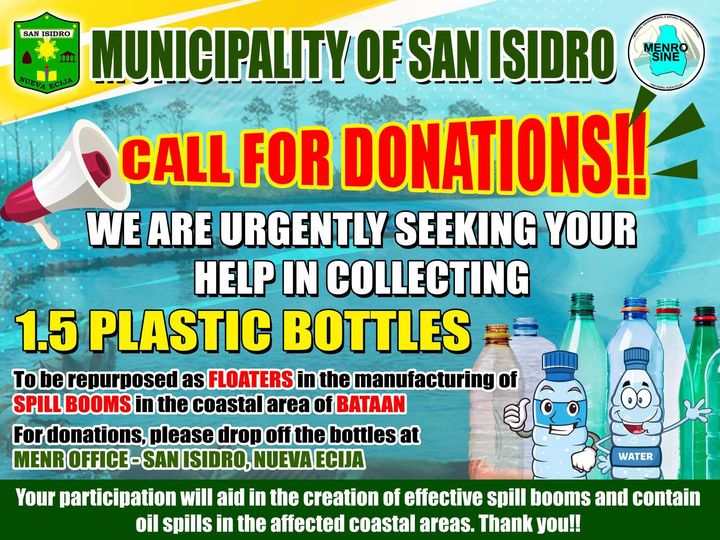 SAN ISIDRO
NUEVA ECIJA
MUNICIPALITY OF SAN ISIDRO
MENRO
SINE
CALL FOR DONATIONS!!
WE ARE URGENTLY SEEKING YOUR
HELP IN COLLECTING
1.5 PLASTIC BOTTLES
To be repurposed as FLOATERS in the manufacturing of
SPILL BOOMS in the coastal area of BATAAN
For donations, please drop off the bottles at
MENR OFFICE - SAN ISIDRO, NUEVA ECIJA
WATER
Your participation will aid in the creation of effective spill booms and contain
oil spills in the affected coastal areas. Thank you!!